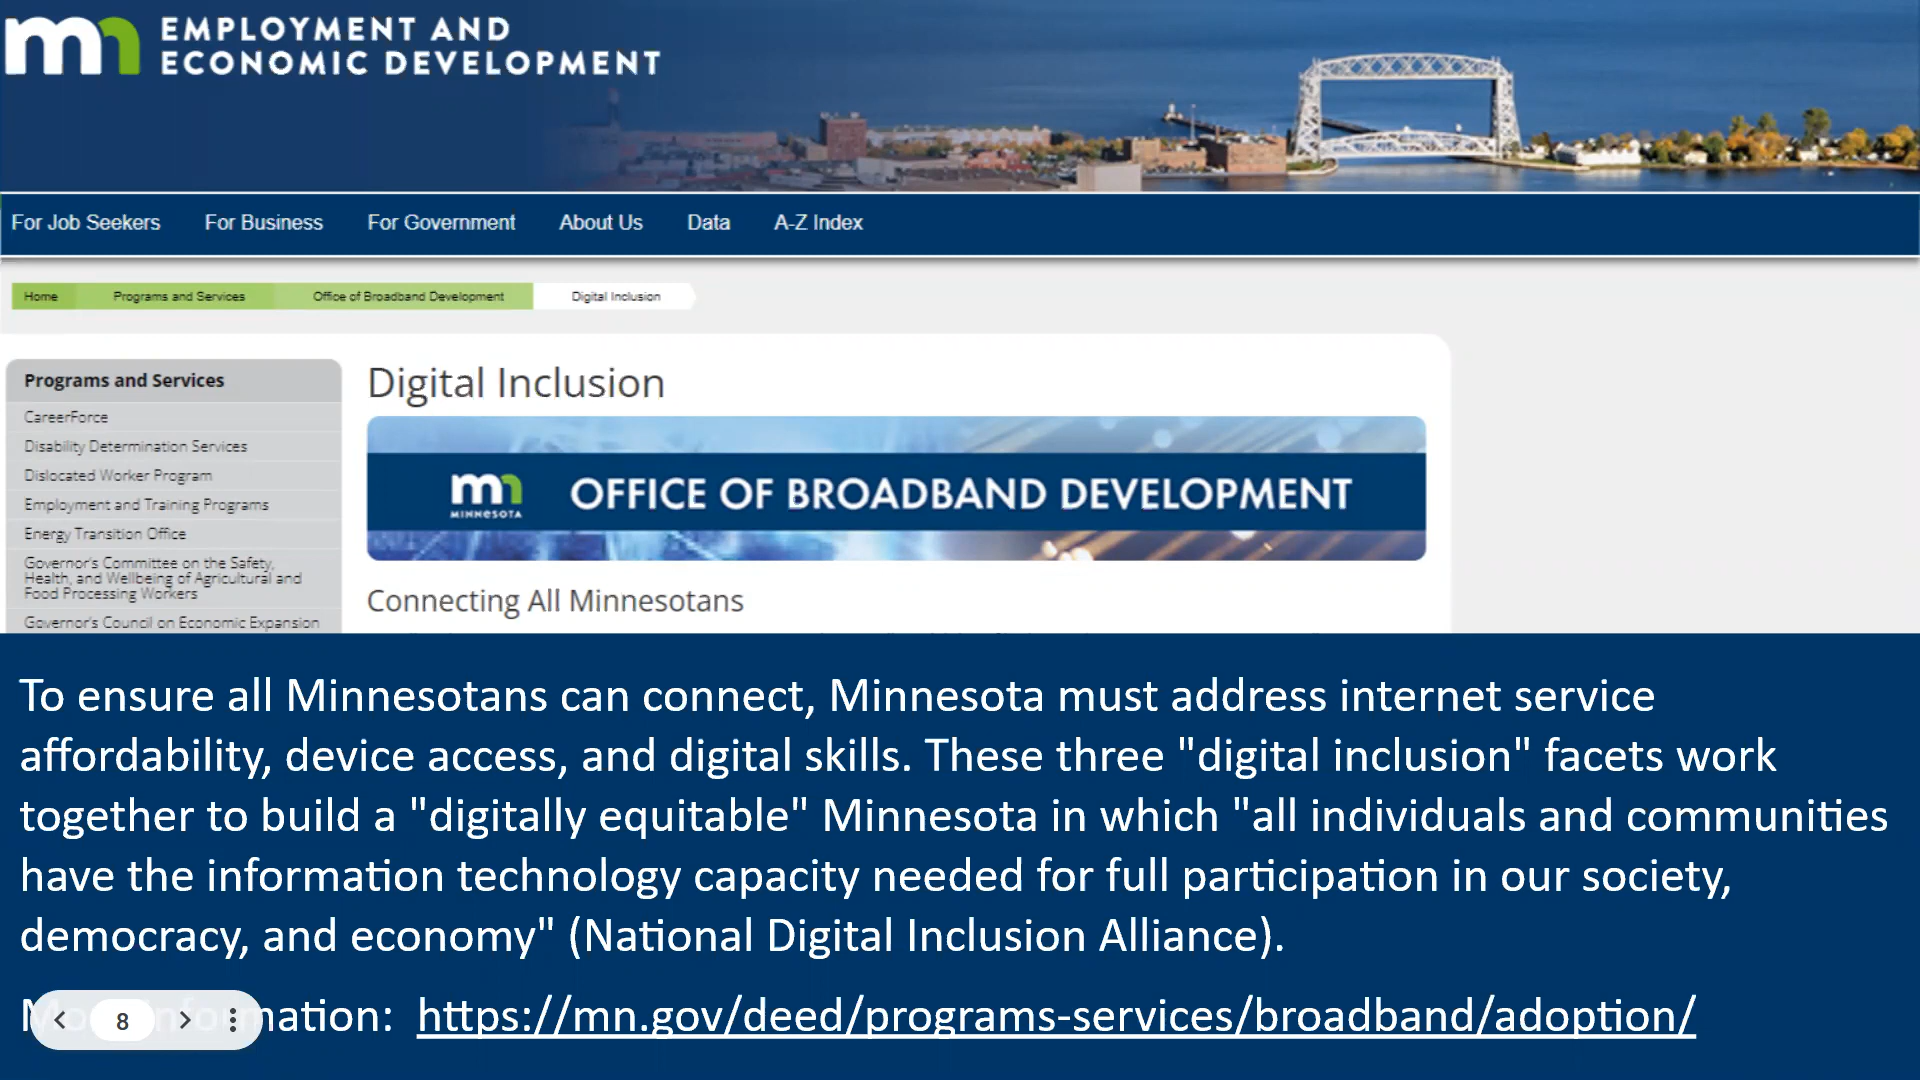 mn EMPLOYMENT AND
ECONOMIC DEVELOPMENT
For Job Seekers For Business For Government About Us Data A-Z Index
Home Programs and Services Office of Broadband Development Digital Inclusion
Programs and Services
CareerForce
Disability Determination Services
Dislocated Worker Program
Employment and Training Programs
Energy Transition Office
Governor's Committee on the Safety,
Health, and Wellbeing of Agricultural and
Food Processing Workers
Governor's Council on Economic Expansion
Digital Inclusion
mn MINNESOTA OFFICE OF BROADBAND DEVELOPMENT
Connecting All Minnesotans
To ensure all Minnesotans can connect, Minnesota must address internet service
affordability, device access, and digital skills. These three "digital inclusion" facets work
together to build a "digitally equitable" Minnesota in which "all individuals and communities
have the information technology capacity needed for full participation in our society,
democracy, and economy" (National Digital Inclusion Alliance).
More information: https://mn.gov/deed/programs-services/broadband/adoption/
8